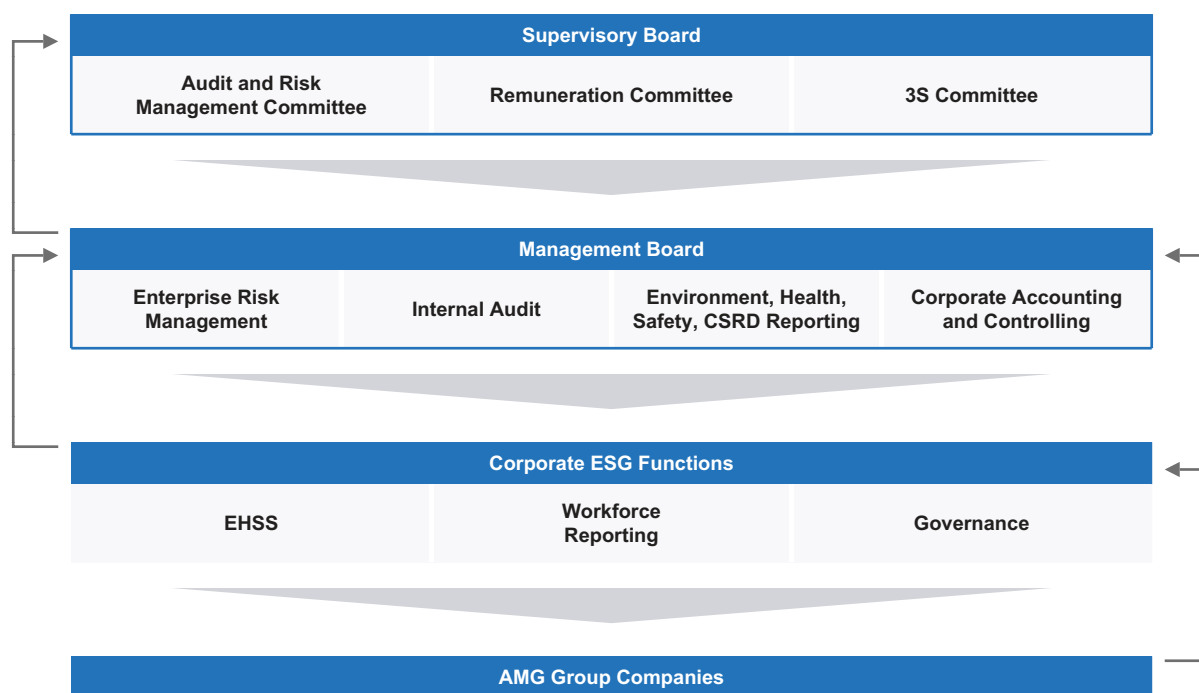 Supervisory Board
Audit and Risk
Management Committee
Remuneration Committee
3S Committee
Management Board
Enterprise Risk
Management
Internal Audit
Environment, Health,
Safety, CSRD Reporting
Corporate Accounting
and Controlling
Corporate ESG Functions
EHSS
Workforce
Reporting
Governance
AMG Group Companies